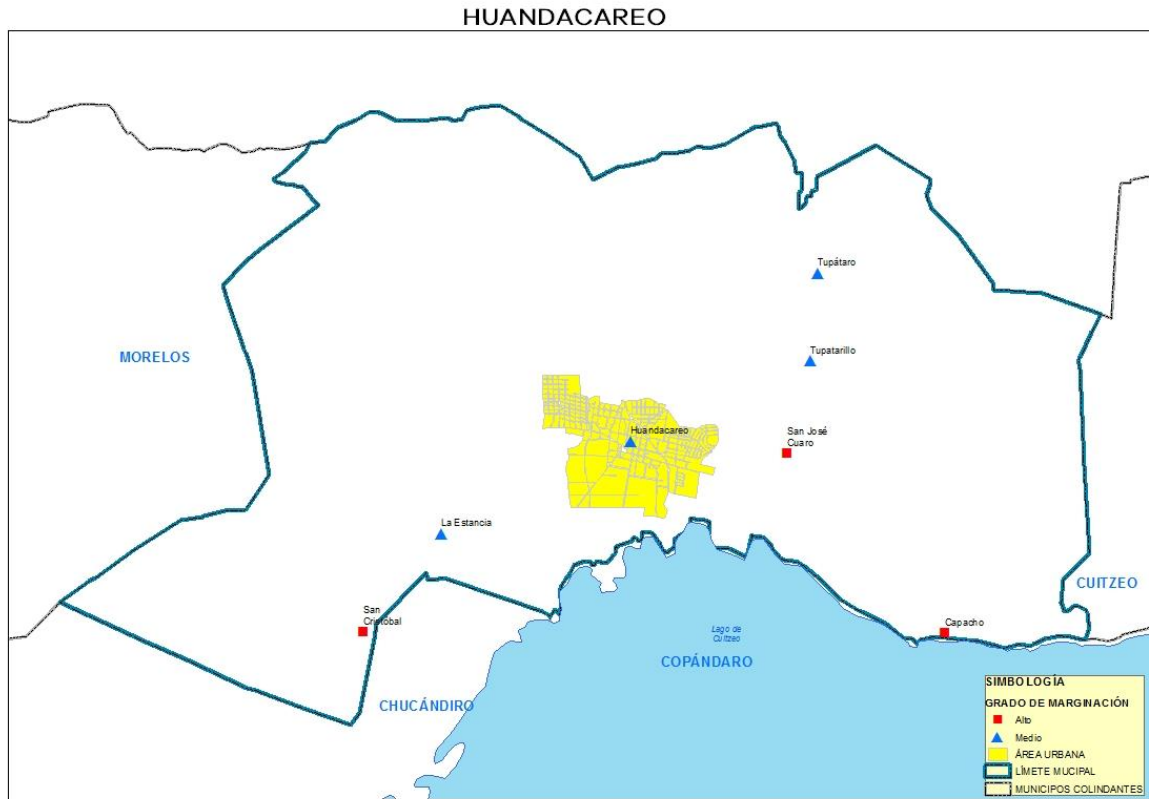 HUANDACAREO
Tupátaro
MORELOS
Tupatarillo
Huandacareo
San José
Cuaro
La Estancia
CUITZEO
San
Cristobal
Capacho
Lago de
Cuitzeo
COPÁNDARO
CHUCÁNDIRO
SIMBOLOGÍA
GRADO DE MARGINACIÓN
Alto
Medio
ÁREA URBANA
LÍMETE MUCIPAL
MUNICIPOS COLINDANTES